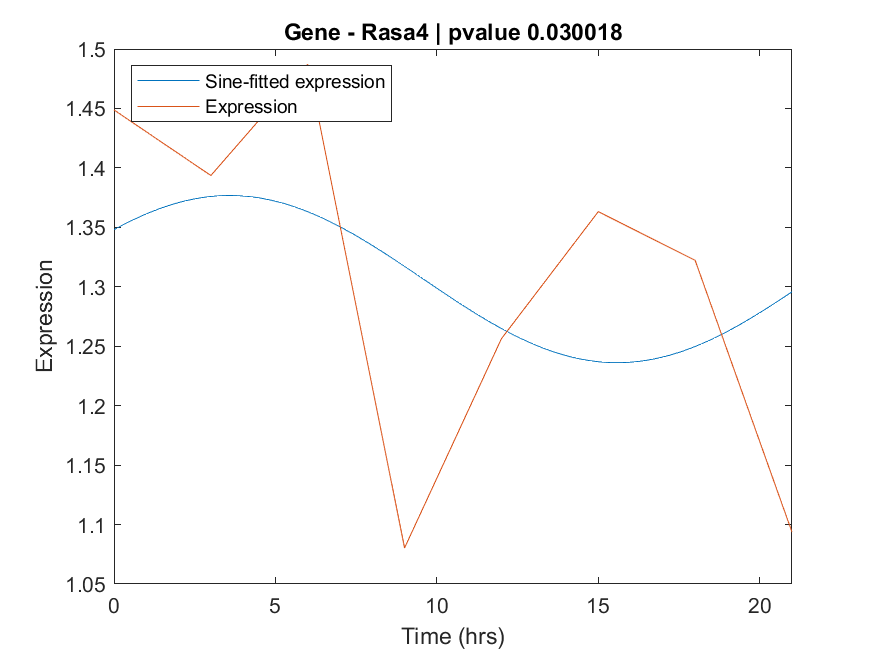 Gene - Rasa4 | pvalue 0.030018
Sine-fitted expression
Expression
Expression
1.5
1.45
1.4
1.35
1.3
1.25
1.2
1.15
1.1
1.05
0 5 10 15 20
Time (hrs)